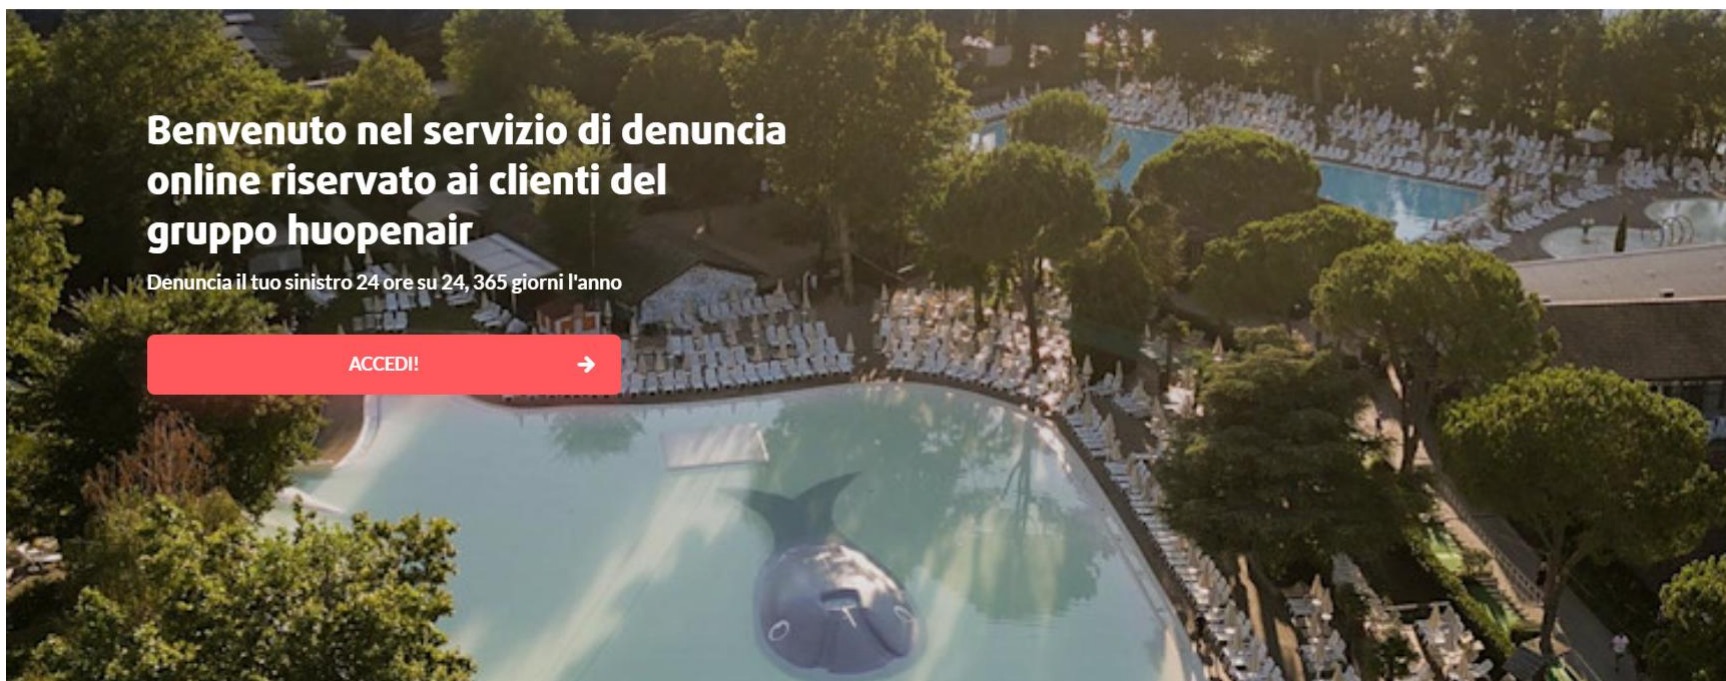 Benvenuto nel servizio di denuncia
online riservato ai clienti del
gruppo huopenair
Denuncia il tuo sinistro 24 ore su 24, 365 giorni l'anno
ACCEDI!